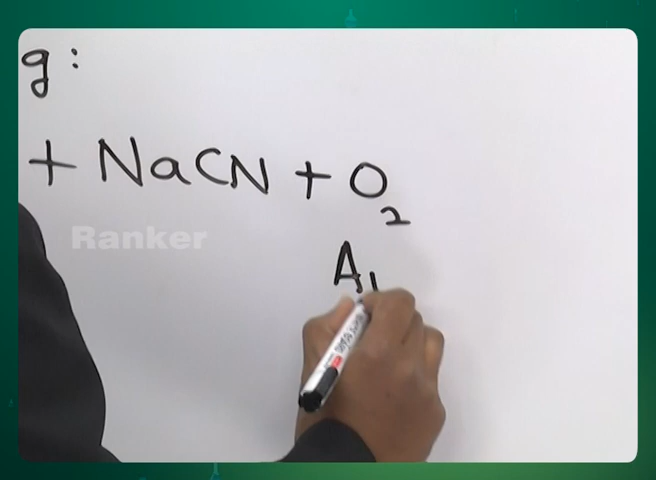 g:
+ NaCN + O2
Ranker
A